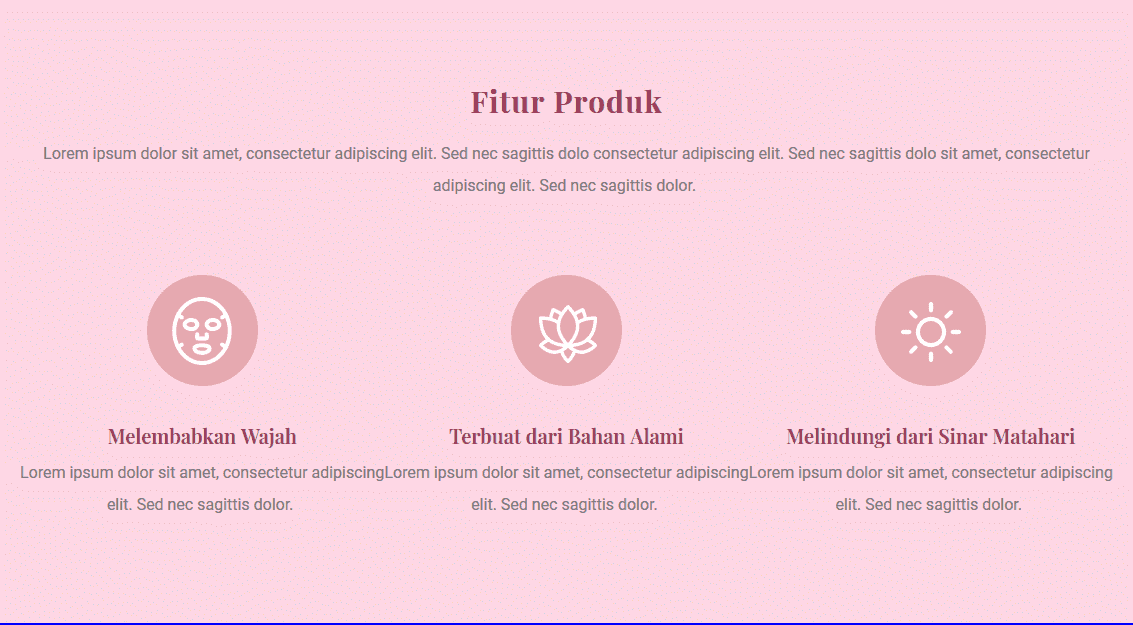 Fitur Produk
Lorem ipsum dolor sit amet, consectetur adipiscing elit. Sed nec sagittis dolo consectetur adipiscing elit. Sed nec sagittis dolo sit amet, consectetur
adipiscing elit. Sed nec sagittis dolor.
Melembabkan Wajah
Lorem ipsum dolor sit amet, consectetur adipiscing
elit. Sed nec sagittis dolor.
Terbuat dari Bahan Alami
Lorem ipsum dolor sit amet, consectetur adipiscing
elit. Sed nec sagittis dolor.
Melindungi dari Sinar Matahari
Lorem ipsum dolor sit amet, consectetur adipiscing
elit. Sed nec sagittis dolor.